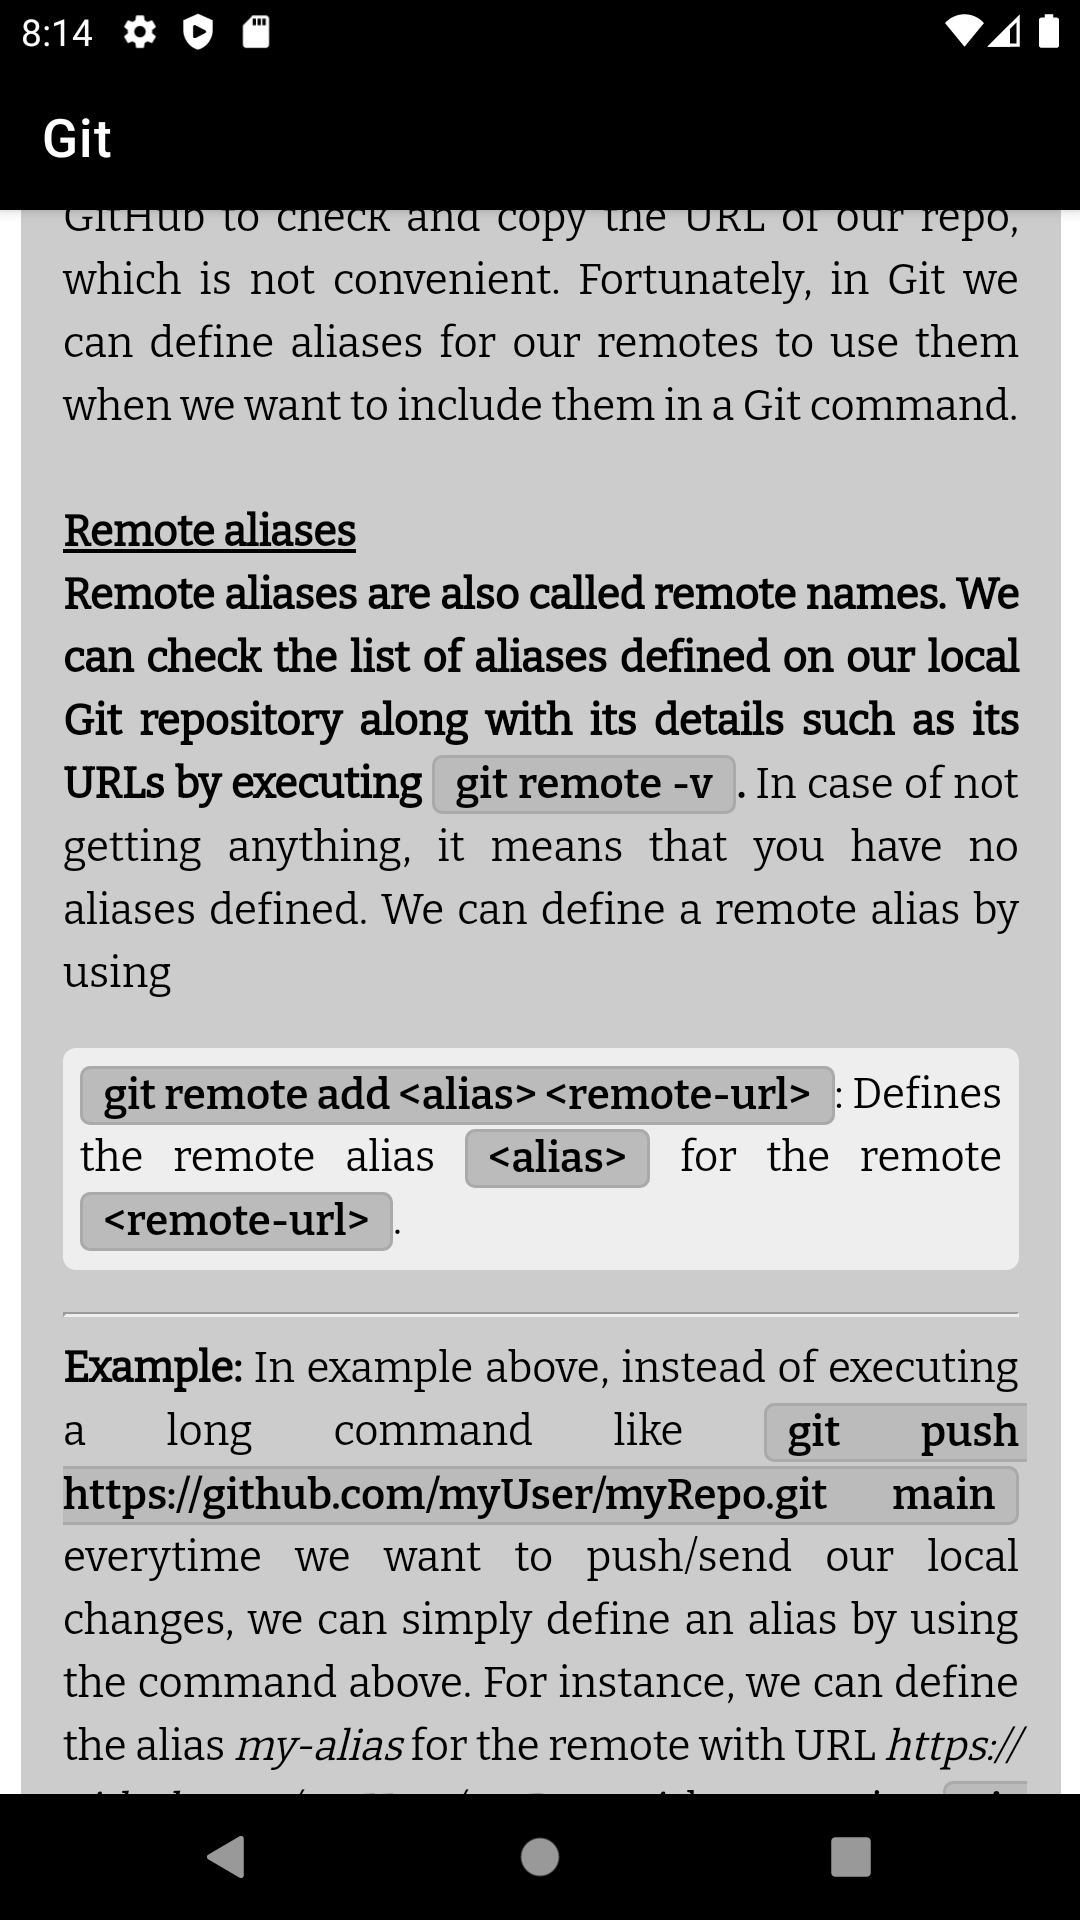 8:14
Git
GitHub to check and copy the URL of our repo,
which is not convenient. Fortunately, in Git we
can define aliases for our remotes to use them
when we want to include them in a Git command.
Remote aliases
Remote aliases are also called remote names. We
can check the list of aliases defined on our local
Git repository along with its details such as its
URLs by executing git remote -v . In case of not
getting anything, it means that you have no
aliases defined. We can define a remote alias by
using
git remote add <alias> <remote-url> : Defines
the remote alias <alias> for the remote
<remote-url> .
Example: In example above, instead of executing
a long command like git push
https://github.com/myUser/myRepo.git main
everytime we want to push/send our local
changes, we can simply define an alias by using
the command above. For instance, we can define
the alias my-alias for the remote with URL https://